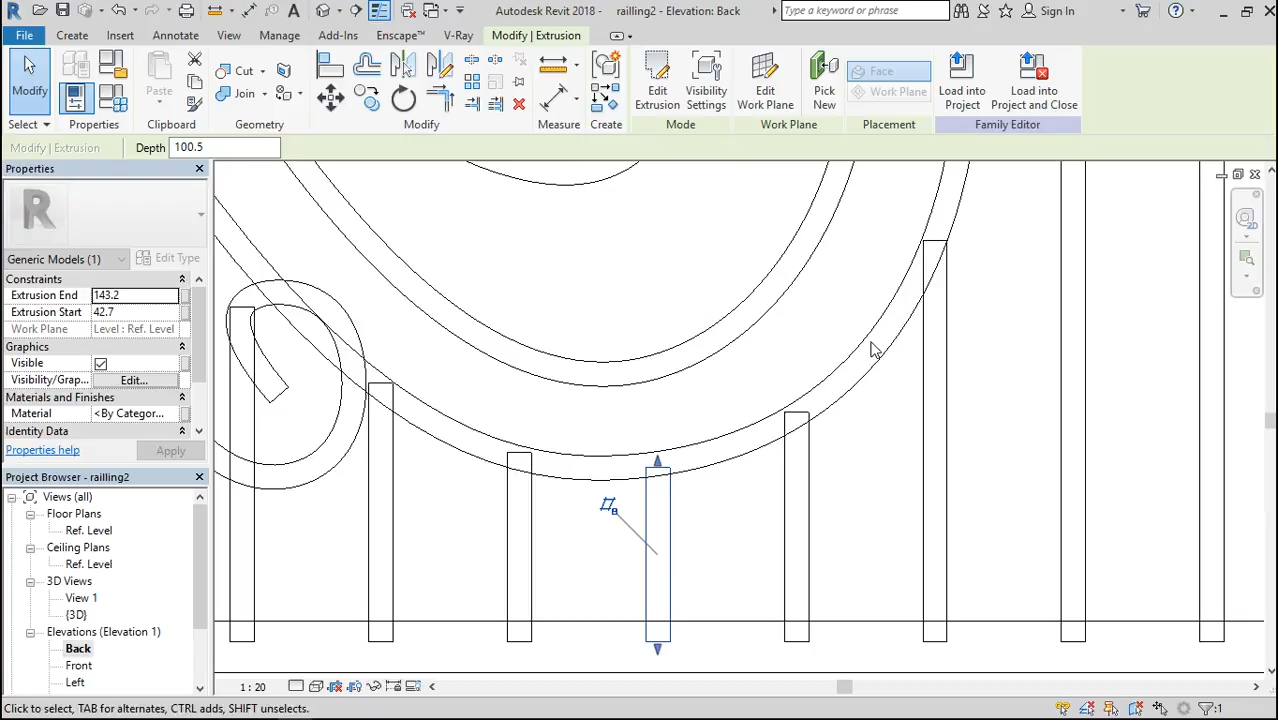 Autodesk Revit 2018 - railling2 - Elevation: Back
Type a keyword or phrase
Sign In
File
Create
Insert
Annotate
View
Manage
Add-Ins
Enscape™
V-Ray
Modify | Extrusion
Modify
Paste
Cut
Join
Edit Extrusion
Visibility Settings
Edit Work Plane
Pick New
Face
Work Plane
Load into Project
Load into Project and Close
Select
Properties
Clipboard
Geometry
Modify
Measure
Create
Mode
Work Plane
Placement
Family Editor
Modify | Extrusion
Depth 100.5
Properties
Generic Models (1)
Edit Type
Constraints
Extrusion End 143.2
Extrusion Start 42.7
Work Plane Level : Ref. Level
Graphics
Visible
Visibility/Grap... Edit...
Materials and Finishes
Material <By Categor...
Identity Data
Properties help
Apply
Project Browser - railling2
Views (all)
Floor Plans
Ref. Level
Ceiling Plans
Ref. Level
3D Views
View 1
{3D}
Elevations (Elevation 1)
Back
Front
Left
1 : 20
Click to select, TAB for alternates, CTRL adds, SHIFT unselects.
:1